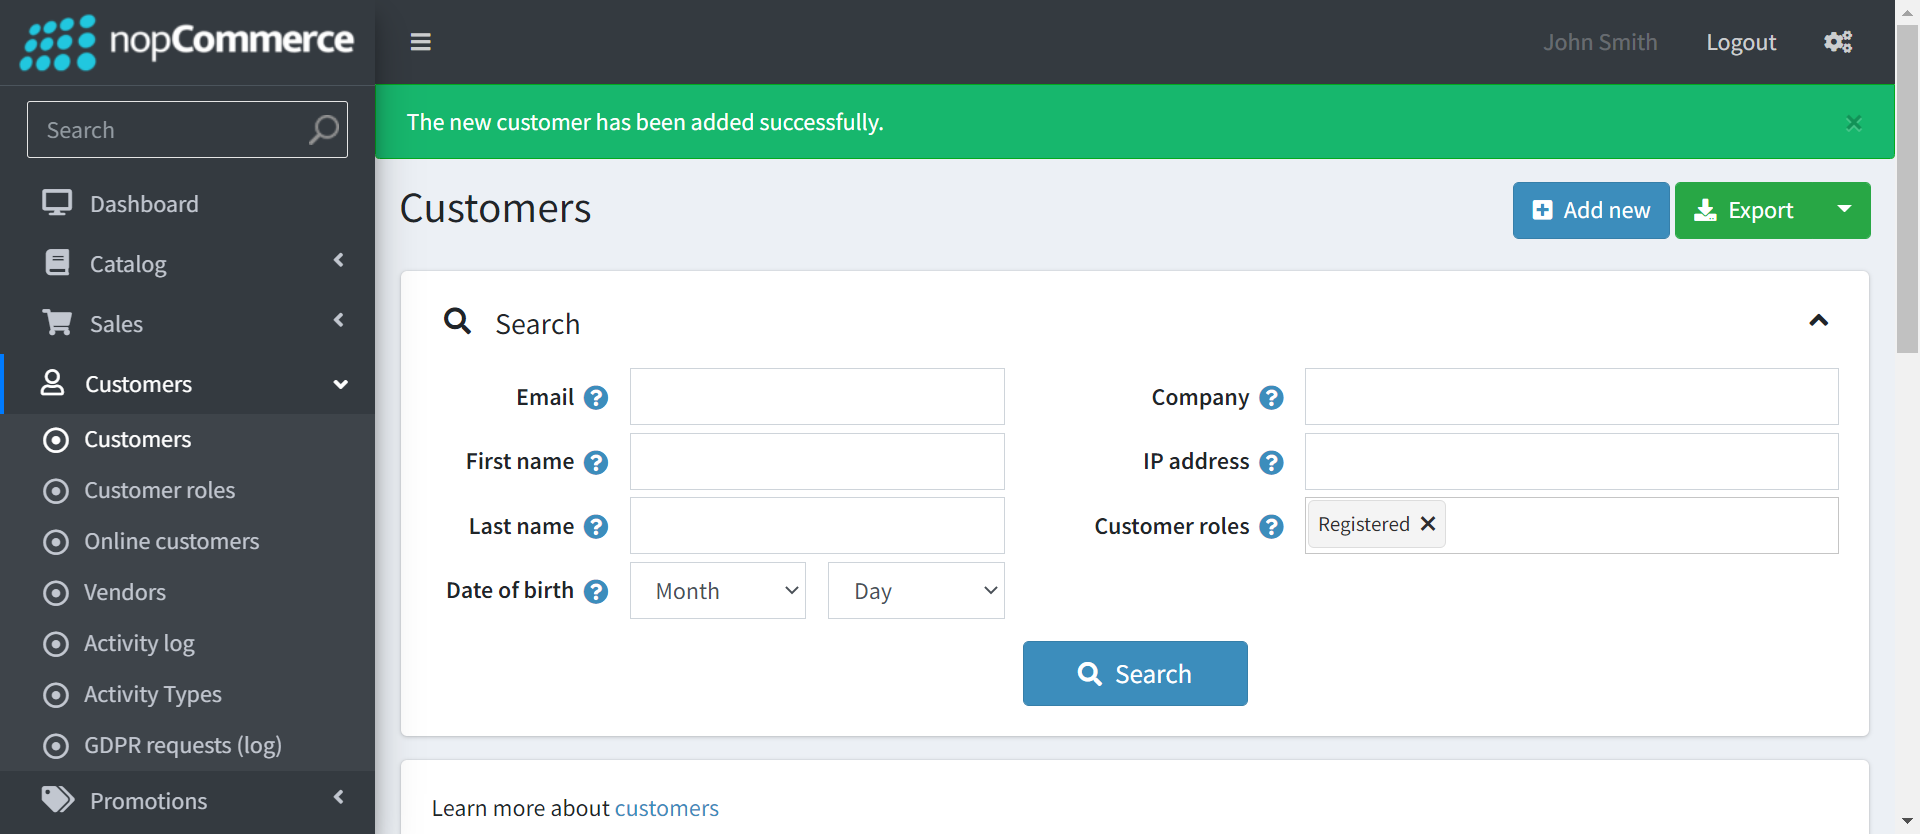 nopCommerce
John Smith
Logout
Search
The new customer has been added successfully.
Dashboard
Catalog
Sales
Customers
Customers
Customer roles
Online customers
Vendors
Activity log
Activity Types
GDPR requests (log)
Promotions
Customers
Add new
Export
Search
Email
Company
First name
IP address
Last name
Customer roles
Registered
Date of birth
Month
Day
Search
Learn more about customers